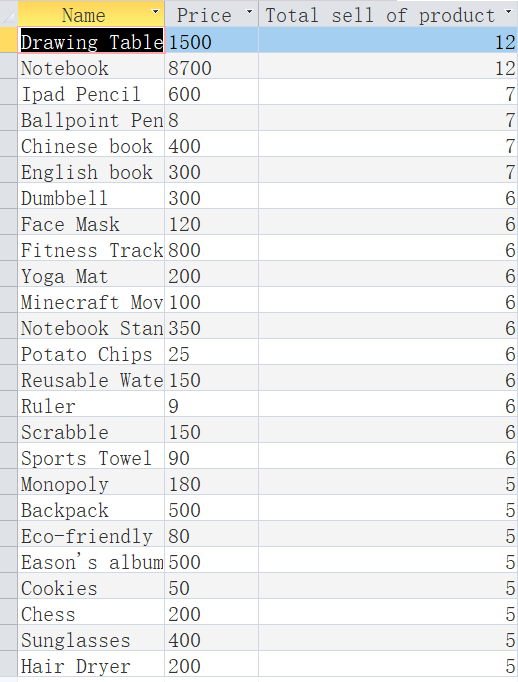 Name Price Total sell of product
Drawing Table 1500 12
Notebook 8700 12
Ipad Pencil 600 7
Ballpoint Pen 8 7
Chinese book 400 7
English book 300 7
Dumbbell 300 6
Face Mask 120 6
Fitness Track 800 6
Yoga Mat 200 6
Minecraft Mov 100 6
Notebook Stan 350 6
Potato Chips 25 6
Reusable Wate 150 6
Ruler 9 6
Scrabble 150 6
Sports Towel 90 6
Monopoly 180 5
Backpack 500 5
Eco-friendly 80 5
Eason's album 500 5
Cookies 50 5
Chess 200 5
Sunglasses 400 5
Hair Dryer 200 5